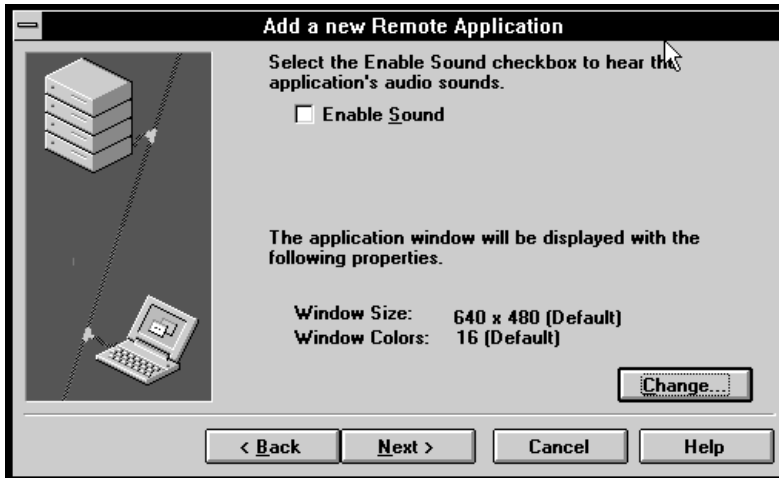 Add a new Remote Application
Select the Enable Sound checkbox to hear the
application's audio sounds.
Enable Sound
The application window will be displayed with the
following properties.
Window Size: 640 x 480 (Default)
Window Colors: 16 (Default)
Change...
< Back Next > Cancel Help